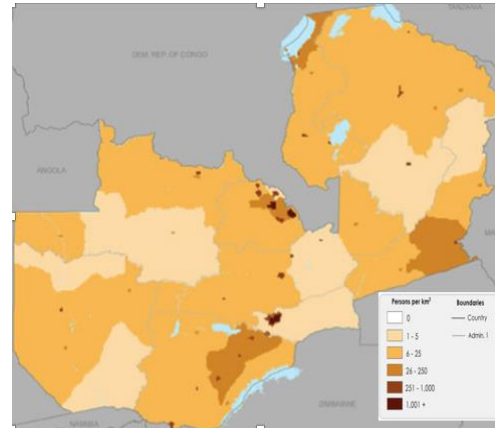 TANZANIA
DEM. REP. OF CONGO
ANGOLA
MA
Persons per km²
Boundaries
0
Country
1 - 5
Admin. I
6 - 25
26 - 250
251 - 1,000
1,001 +
ZIMBABWE
NAMIBIA